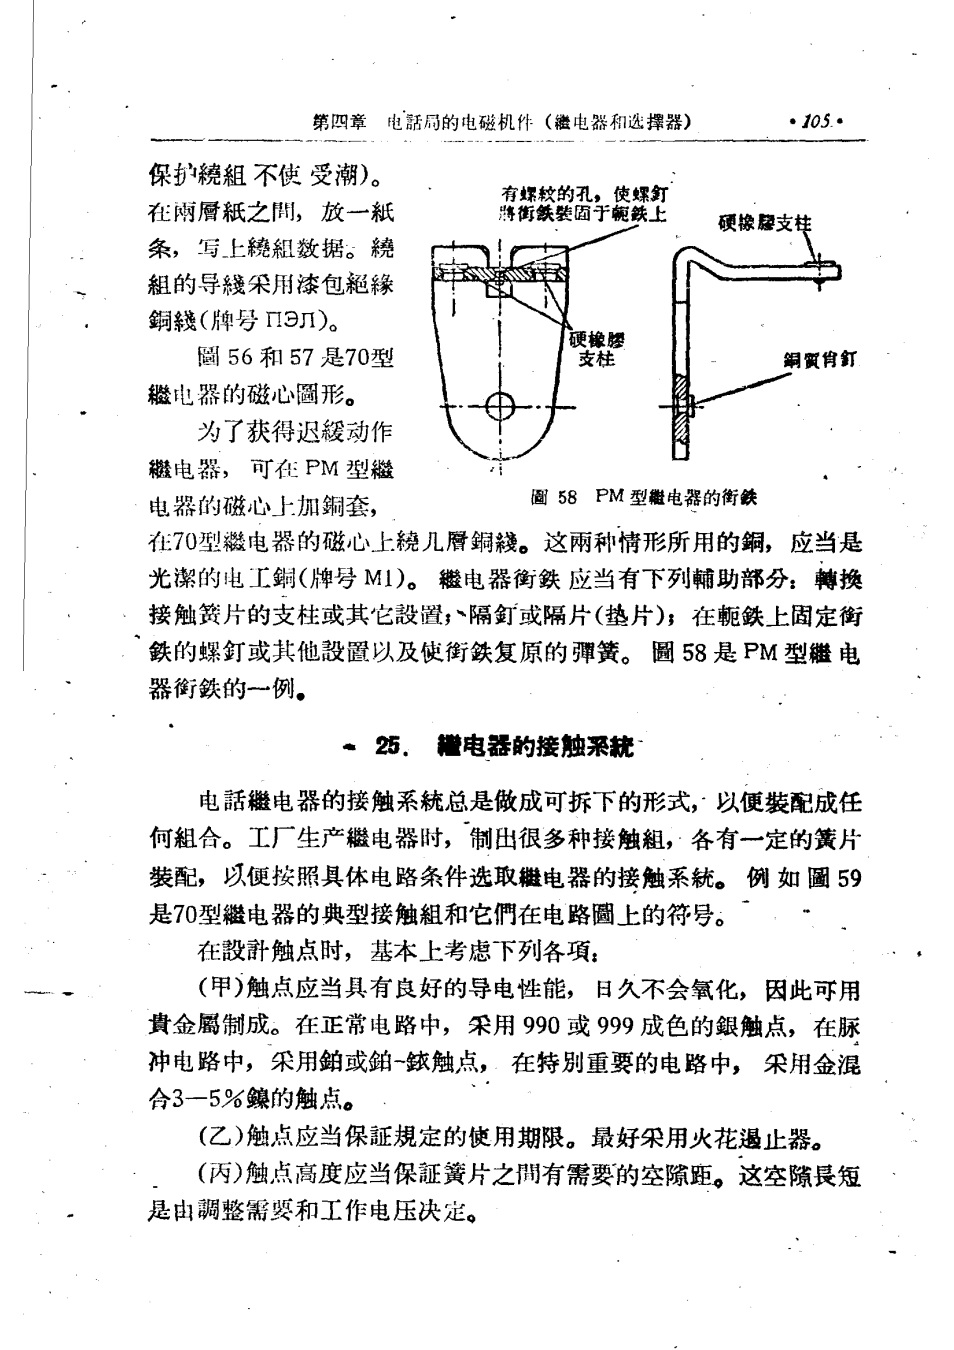 第四章　电話局的电磁机件（繼电器和选擇器）
•105•
保护繞組不使受潮)。
在兩層紙之間，放一紙
条，写上繞組数据。繞
組的导綫采用漆包絕緣
銅綫(牌号 ПЭЛ)。
圖 56 和 57 是70型
繼电器的磁心圖形。
为了获得迟緩动作
繼电器，可在 PM 型繼
电器的磁心上加銅套，
有螺紋的孔，使螺釘
將銜鉄裝固于軛鉄上
硬橡膠支柱
硬橡膠
支柱
銅質肖釘
圖 58　PM 型繼电器的銜鉄
在70型繼电器的磁心上繞几層銅綫。这兩种情形所用的銅，应当是
光潔的电工銅(牌号 M1)。繼电器銜鉄应当有下列輔助部分：轉換
接触簧片的支柱或其它設置；隔釘或隔片(垫片)；在軛鉄上固定銜
鉄的螺釘或其他設置以及使銜鉄复原的彈簧。圖 58 是 PM 型繼电
器銜鉄的一例。
25．繼电器的接触系統
电話繼电器的接触系統总是做成可拆下的形式，以便裝配成任
何組合。工厂生产繼电器时，制出很多种接触組，各有一定的簧片
裝配，以便按照具体电路条件选取繼电器的接触系統。例如圖 59
是70型繼电器的典型接触組和它們在电路圖上的符号。
在設計触点时，基本上考虑下列各項：
(甲)触点应当具有良好的导电性能，日久不会氧化，因此可用
貴金屬制成。在正常电路中，采用 990 或 999 成色的銀触点，在脉
冲电路中，采用鉑或鉑-銥触点，在特別重要的电路中，采用金混
合3—5%鎳的触点。
(乙)触点应当保証規定的使用期限。最好采用火花遏止器。
(丙)触点高度应当保証簧片之間有需要的空隙距。这空隙長短
是由調整需要和工作电压决定。